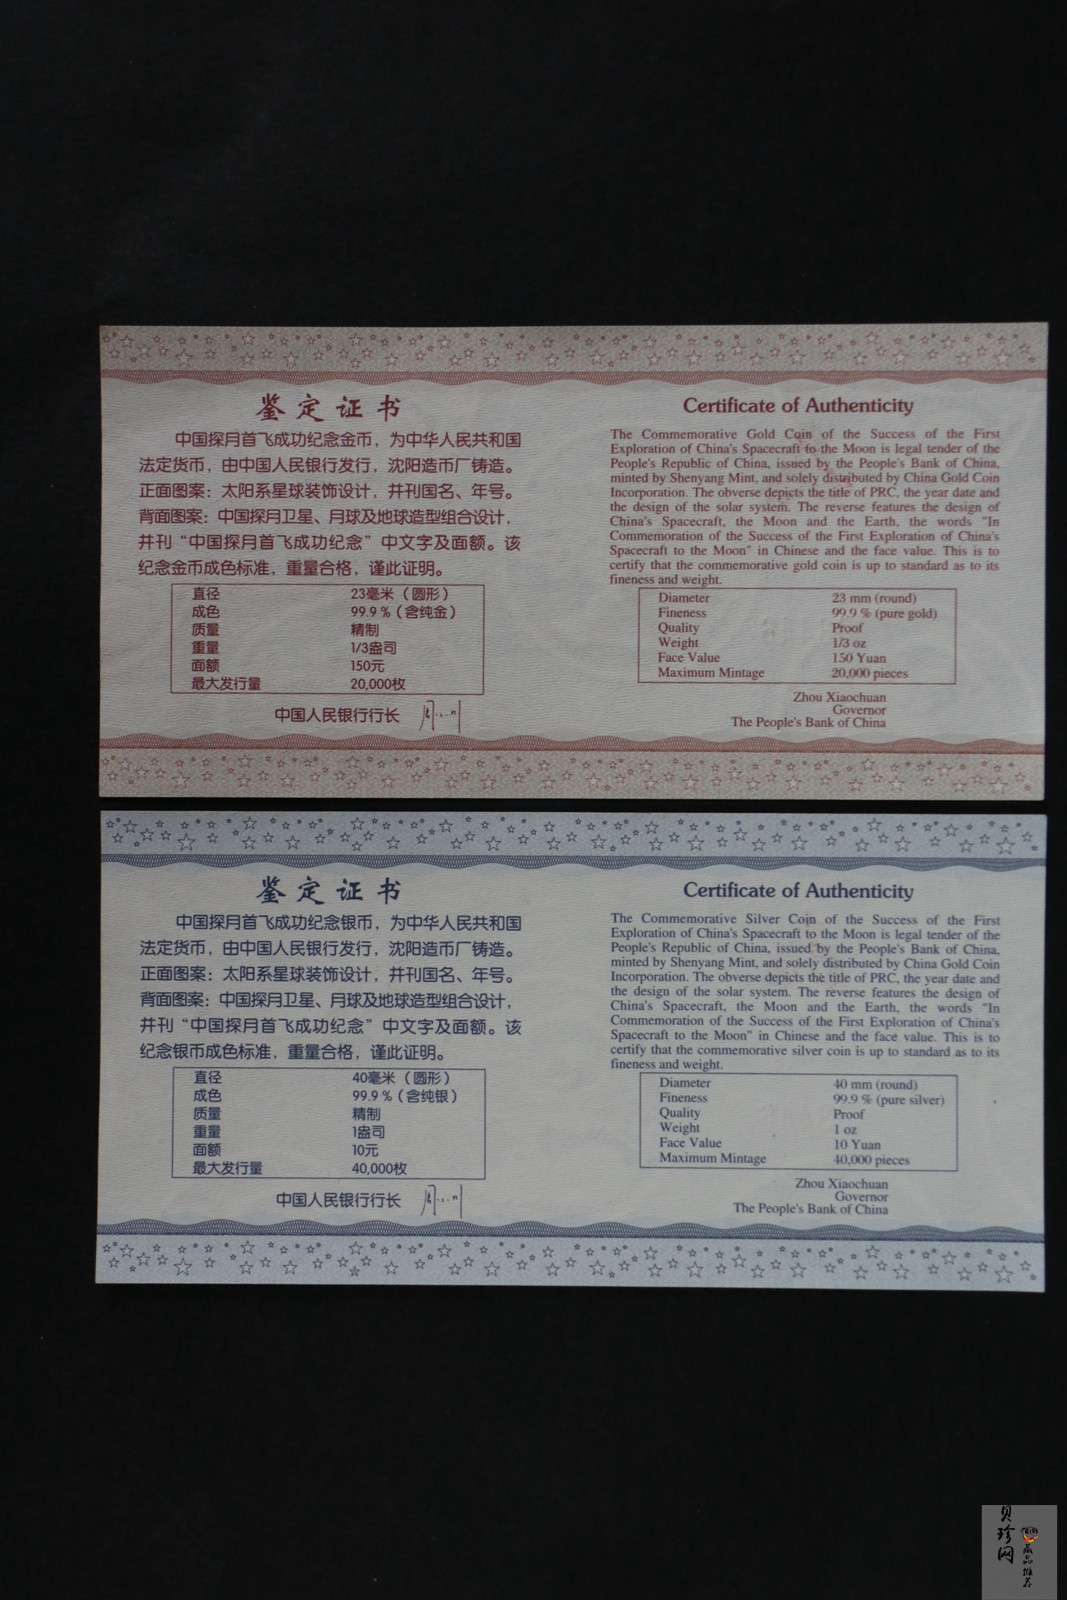 鉴定证书
中国探月首飞成功纪念金币，为中华人民共和国
法定货币，由中国人民银行发行，沈阳造币厂铸造。
正面图案：太阳系星球装饰设计，并刊国名、年号。
背面图案：中国探月卫星、月球及地球造型组合设计，
并刊“中国探月首飞成功纪念”中文字及面额。该
纪念金币成色标准，重量合格，谨此证明。
直径 23毫米（圆形）
成色 99.9％（含纯金）
质量 精制
重量 1/3盎司
面额 150元
最大发行量 20,000枚
中国人民银行行长
Certificate of Authenticity
The Commemorative Gold Coin of the Success of the First
Exploration of China's Spacecraft to the Moon is legal tender of the
People's Republic of China, issued by the People's Bank of China,
minted by Shenyang Mint, and solely distributed by China Gold Coin
Incorporation. The obverse depicts the title of PRC, the year date and
the design of the solar system. The reverse features the design of
China's Spacecraft, the Moon and the Earth, the words "In
Commemoration of the Success of the First Exploration of China's
Spacecraft to the Moon" in Chinese and the face value. This is to
certify that the commemorative gold coin is up to standard as to its
fineness and weight.
Diameter 23 mm (round)
Fineness 99.9 % (pure gold)
Quality Proof
Weight 1/3 oz
Face Value 150 Yuan
Maximum Mintage 20,000 pieces
Zhou Xiaochuan
Governor
The People's Bank of China
鉴定证书
中国探月首飞成功纪念银币，为中华人民共和国
法定货币，由中国人民银行发行，沈阳造币厂铸造。
正面图案：太阳系星球装饰设计，并刊国名、年号。
背面图案：中国探月卫星、月球及地球造型组合设计，
并刊“中国探月首飞成功纪念”中文字及面额。该
纪念银币成色标准，重量合格，谨此证明。
直径 40毫米（圆形）
成色 99.9％（含纯银）
质量 精制
重量 1盎司
面额 10元
最大发行量 40,000枚
中国人民银行行长
Certificate of Authenticity
The Commemorative Silver Coin of the Success of the First
Exploration of China's Spacecraft to the Moon is legal tender of the
People's Republic of China, issued by the People's Bank of China,
minted by Shenyang Mint, and solely distributed by China Gold Coin
Incorporation. The obverse depicts the title of PRC, the year date and
the design of the solar system. The reverse features the design of
China's Spacecraft, the Moon and the Earth, the words "In
Commemoration of the Success of the First Exploration of China's
Spacecraft to the Moon" in Chinese and the face value. This is to
certify that the commemorative silver coin is up to standard as to its
fineness and weight.
Diameter 40 mm (round)
Fineness 99.9 % (pure silver)
Quality Proof
Weight 1 oz
Face Value 10 Yuan
Maximum Mintage 40,000 pieces
Zhou Xiaochuan
Governor
The People's Bank of China
贝珍网
藏品推荐